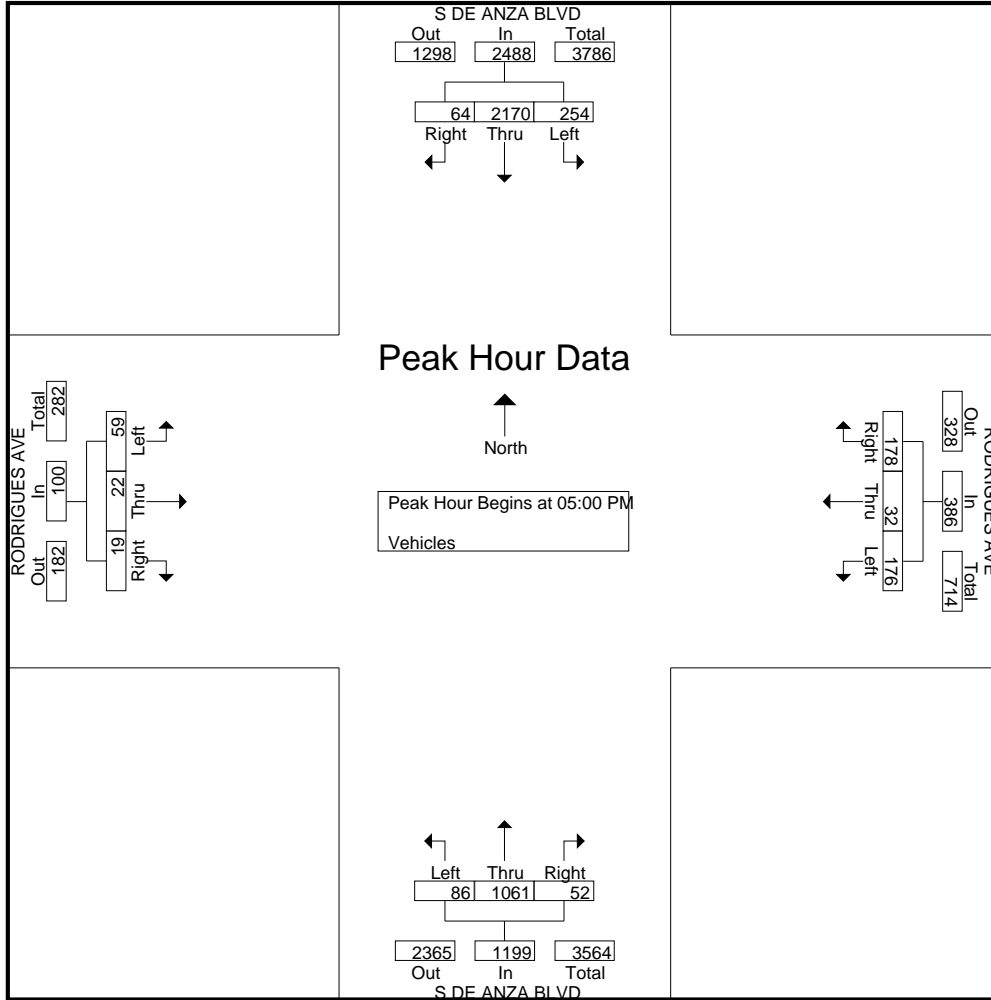 S DE ANZA BLVD
Out In Total
1298 2488 3786
64 2170 254
Right Thru Left
Peak Hour Data
North
Peak Hour Begins at 05:00 PM
Vehicles
RODRIGUES AVE
Total In Out
282 100 182
59 22 19
Left Thru Right
Right Thru Left
178 32 176
Out In Total
328 386 714
RODRIGUES AVE
Left Thru Right
86 1061 52
2365 1199 3564
Out In Total
S DE ANZA BLVD